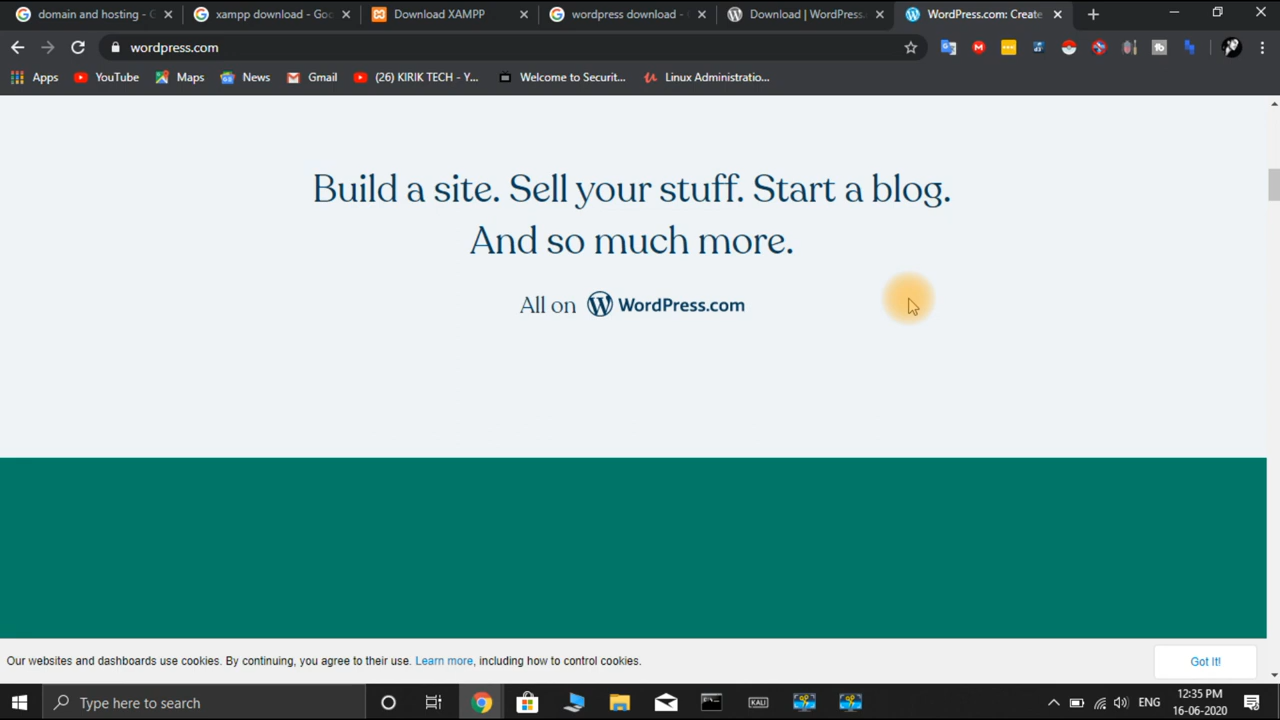 domain and hosting - G
xampp download - Goo
Download XAMPP
wordpress download -
Download | WordPress.
WordPress.com: Create
wordpress.com
Apps
YouTube
Maps
News
Gmail
(26) KIRIK TECH - Y...
Welcome to Securit...
Linux Administratio...
Build a site. Sell your stuff. Start a blog.
And so much more.
All on WordPress.com
Our websites and dashboards use cookies. By continuing, you agree to their use. Learn more, including how to control cookies.
Got It!
Type here to search
KALI
ENG
12:35 PM
16-06-2020